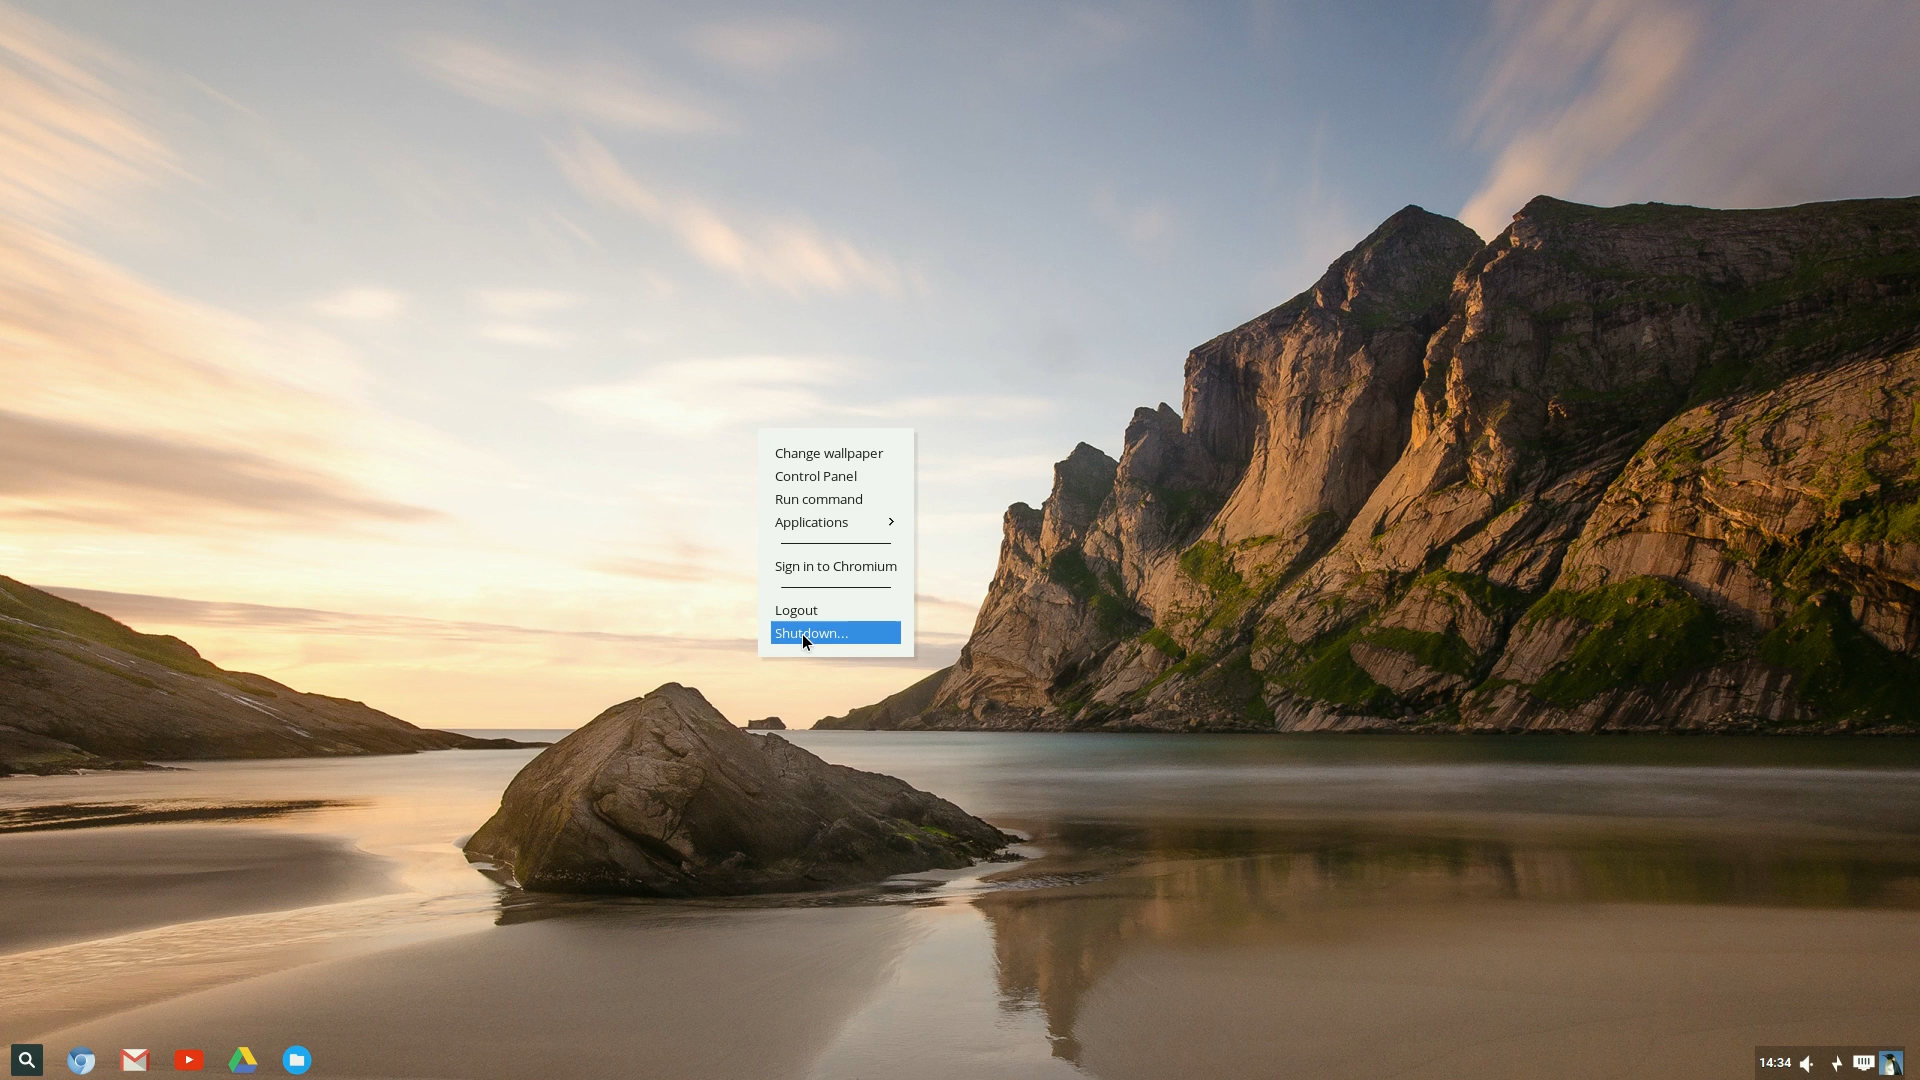 Change wallpaper
Control Panel
Run command
Applications
Sign in to Chromium
Logout
Shutdown...
14:34